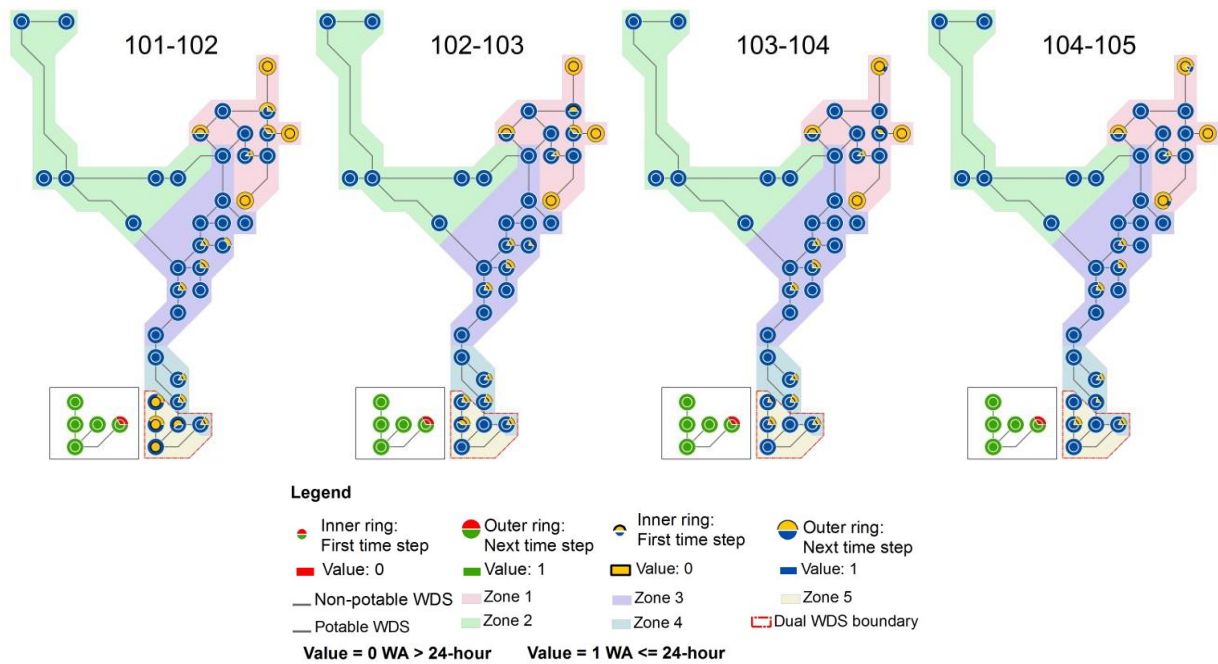 101-102 102-103 103-104 104-105
Legend
Inner ring: Outer ring: Inner ring: Outer ring:
First time step Next time step First time step Next time step
Value: 0 Value: 1 Value: 0 Value: 1
Non-potable WDS Zone 1 Zone 3 Zone 5
Potable WDS Zone 2 Zone 4 Dual WDS boundary
Value = 0 WA > 24-hour Value = 1 WA <= 24-hour